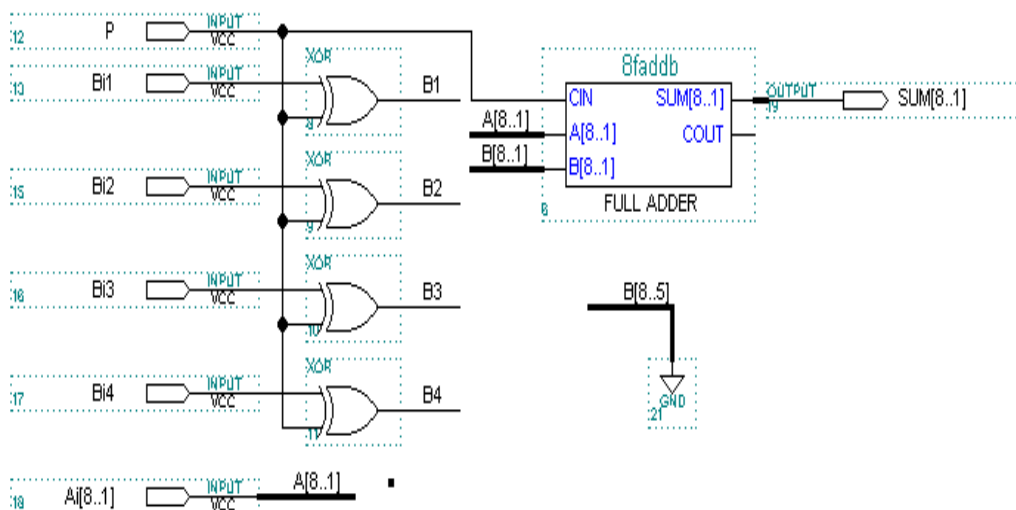 12 P INPUT VCC
13 Bi1 INPUT VCC
XOR B1
8
15 Bi2 INPUT VCC
XOR B2
9
16 Bi3 INPUT VCC
XOR B3
10
17 Bi4 INPUT VCC
XOR B4
11
18 Ai[8..1] INPUT VCC A[8..1]
8faddb
CIN SUM[8..1]
A[8..1] A[8..1] COUT
B[8..1] B[8..1]
6 FULL ADDER
OUTPUT SUM[8..1]
19
B[8..5]
GND
21